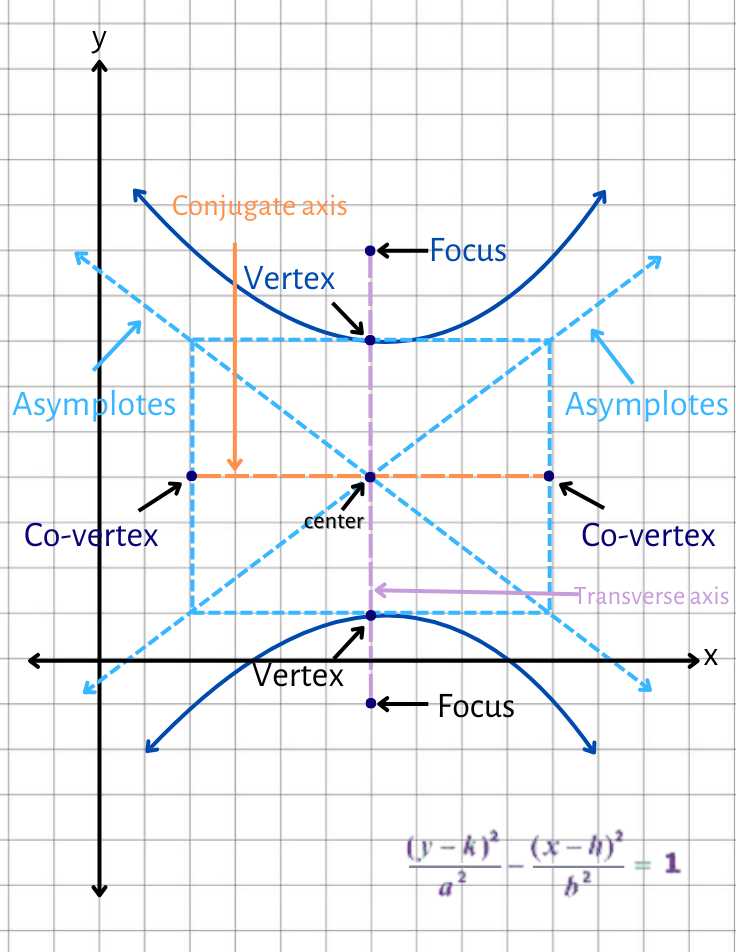 y
Conjugate axis
Focus
Vertex
Asymplotes
Asymplotes
center
Co-vertex
Co-vertex
Transverse axis
x
Vertex
Focus
(y – k)² / a² – (x – h)² / b² = 1